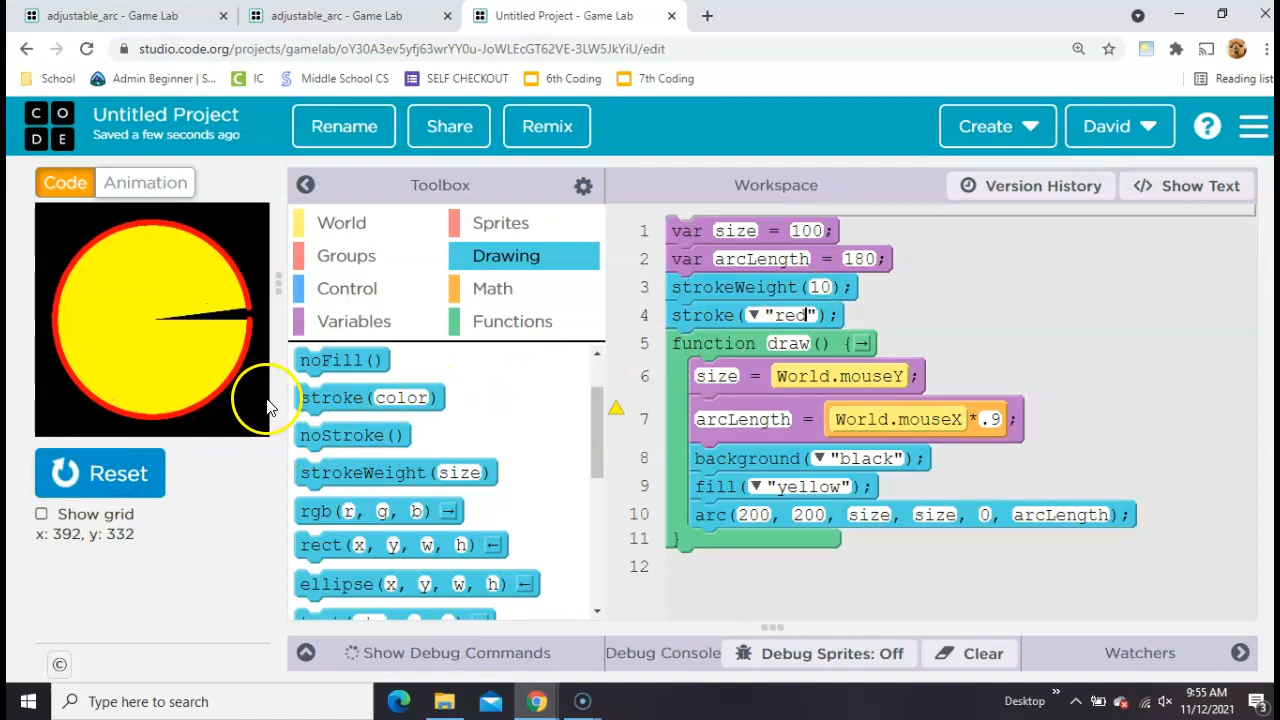 adjustable_arc - Game Lab
adjustable_arc - Game Lab
Untitled Project - Game Lab
studio.code.org/projects/gamelab/oY30A3ev5yfj63wrYY0u-JoWLEcGT62VE-3LW5JkYiU/edit
School
Admin Beginner | S...
IC
Middle School CS
SELF CHECKOUT
6th Coding
7th Coding
Reading list
C O
D E
Untitled Project
Saved a few seconds ago
Rename
Share
Remix
Create
David
?
Code
Animation
Toolbox
Workspace
Version History
</> Show Text
World
Sprites
Groups
Drawing
Control
Math
Variables
Functions
noFill()
stroke(color)
noStroke()
strokeWeight(size)
rgb(r, g, b)
rect(x, y, w, h)
ellipse(x, y, w, h)
1 var size = 100;
2 var arcLength = 180;
3 strokeWeight(10);
4 stroke("red");
5 function draw() {
6 size = World.mouseY;
7 arcLength = World.mouseX * .9;
8 background("black");
9 fill("yellow");
10 arc(200, 200, size, size, 0, arcLength);
11 }
12
Reset
Show grid
x: 392, y: 332
©
Show Debug Commands
Debug Console
Debug Sprites: Off
Clear
Watchers
Type here to search
Desktop
9:55 AM
11/12/2021
3